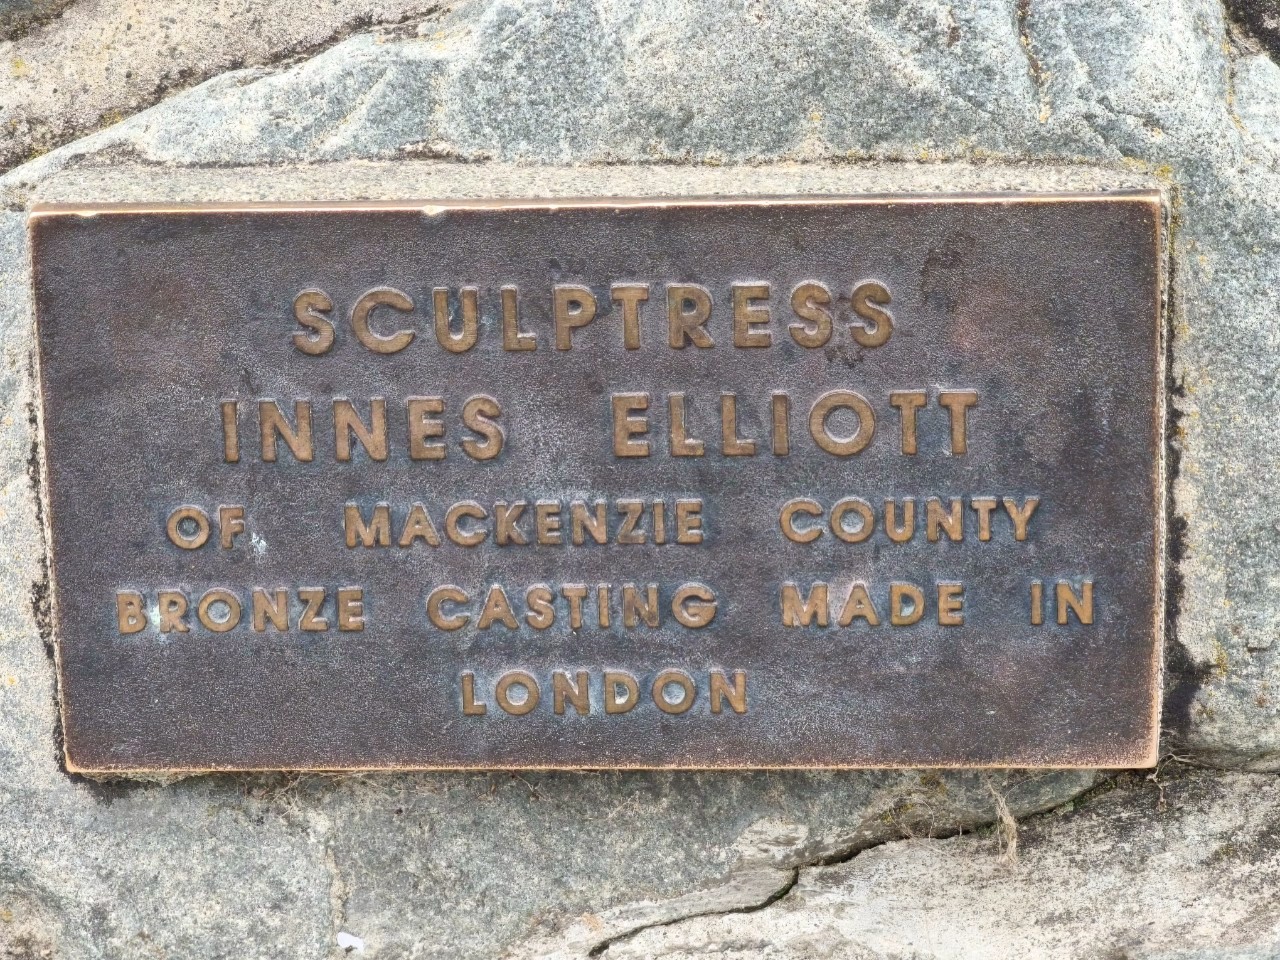 SCULPTRESS
INNES ELLIOTT
OF MACKENZIE COUNTY
BRONZE CASTING MADE IN
LONDON